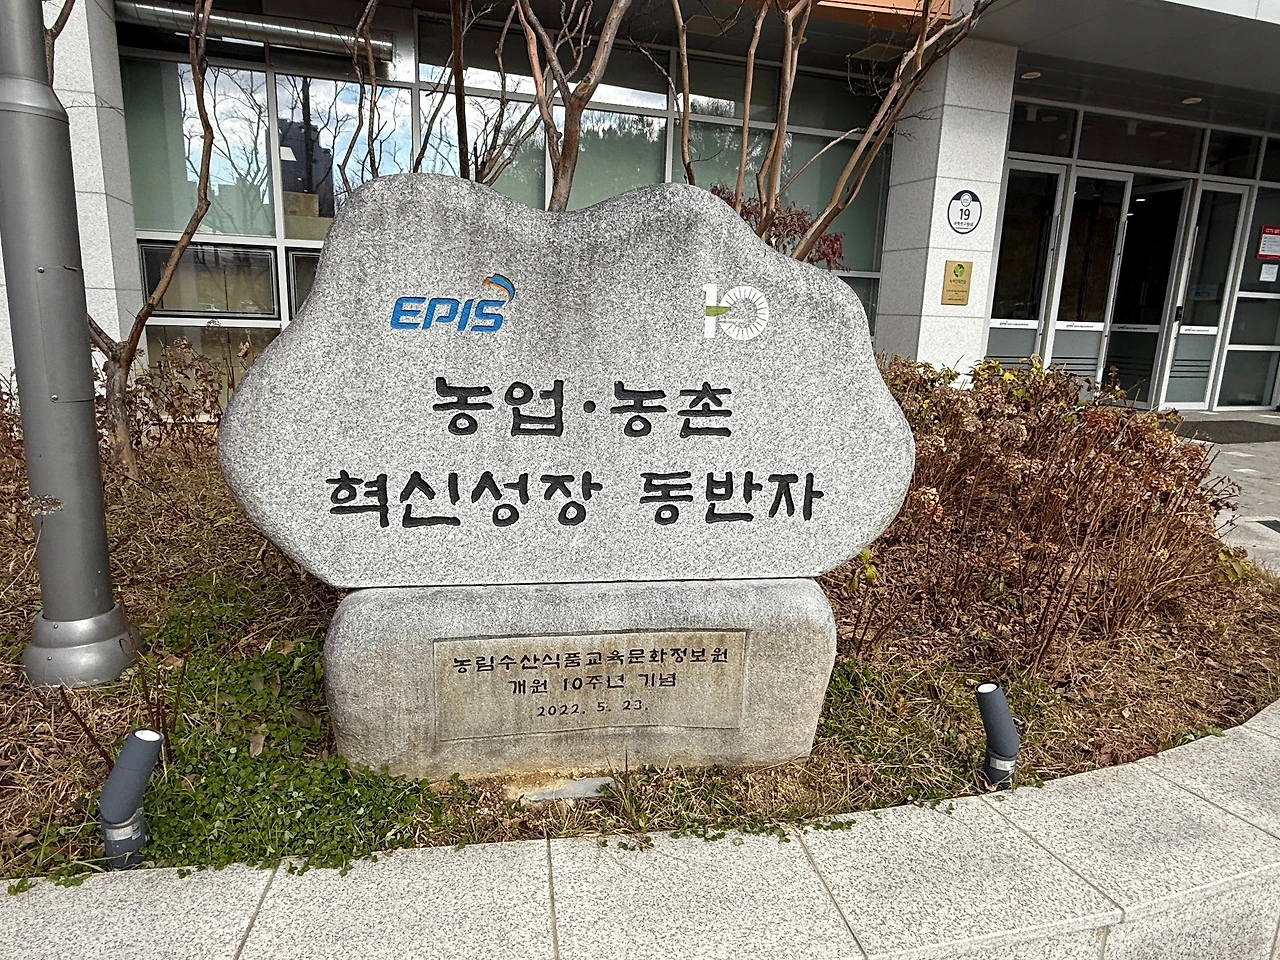 EPIS 10
농업·농촌
혁신성장 동반자
농림수산식품교육문화정보원
개원 10주년 기념
2022. 5. 23.
19